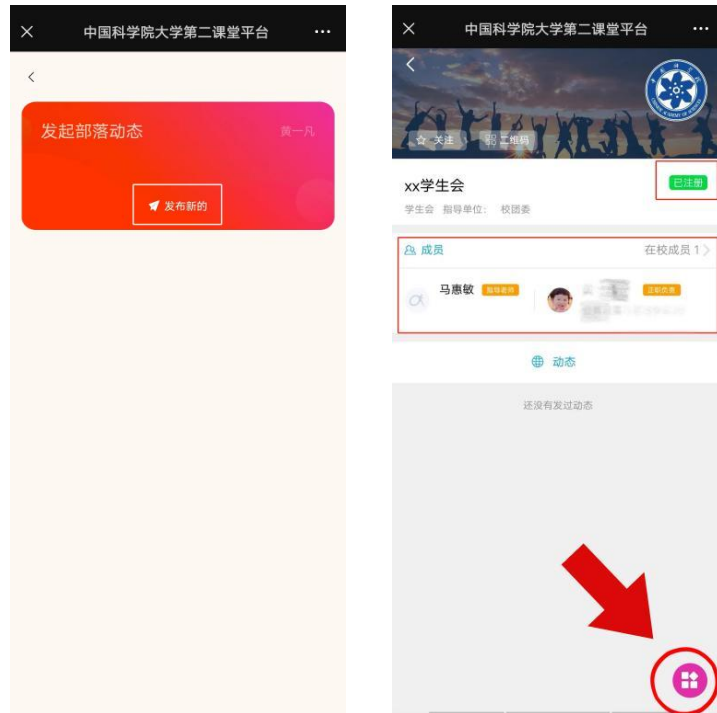 中国科学院大学第二课堂平台
发起部落动态
黄一凡
发布新的
中国科学院大学第二课堂平台
关注
二维码
xx学生会
已注册
学生会 指导单位： 校团委
成员
在校成员 1
马惠敏 指导老师
正职负责
动态
还没有发过动态